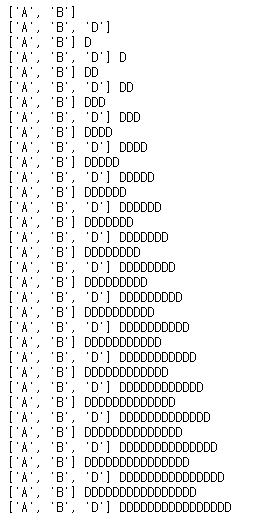 ['A', 'B']
['A', 'B', 'D']
['A', 'B'] D
['A', 'B', 'D'] D
['A', 'B'] DD
['A', 'B', 'D'] DD
['A', 'B'] DDD
['A', 'B', 'D'] DDD
['A', 'B'] DDDD
['A', 'B', 'D'] DDDD
['A', 'B'] DDDDD
['A', 'B', 'D'] DDDDD
['A', 'B'] DDDDDD
['A', 'B', 'D'] DDDDDD
['A', 'B'] DDDDDDD
['A', 'B', 'D'] DDDDDDD
['A', 'B'] DDDDDDDD
['A', 'B', 'D'] DDDDDDDD
['A', 'B'] DDDDDDDDD
['A', 'B', 'D'] DDDDDDDDD
['A', 'B'] DDDDDDDDDD
['A', 'B', 'D'] DDDDDDDDDD
['A', 'B'] DDDDDDDDDDD
['A', 'B', 'D'] DDDDDDDDDDD
['A', 'B'] DDDDDDDDDDDD
['A', 'B', 'D'] DDDDDDDDDDDD
['A', 'B'] DDDDDDDDDDDDD
['A', 'B', 'D'] DDDDDDDDDDDDD
['A', 'B'] DDDDDDDDDDDDDD
['A', 'B', 'D'] DDDDDDDDDDDDDD
['A', 'B'] DDDDDDDDDDDDDDD
['A', 'B', 'D'] DDDDDDDDDDDDDDD
['A', 'B'] DDDDDDDDDDDDDDDD
['A', 'B', 'D'] DDDDDDDDDDDDDDDD